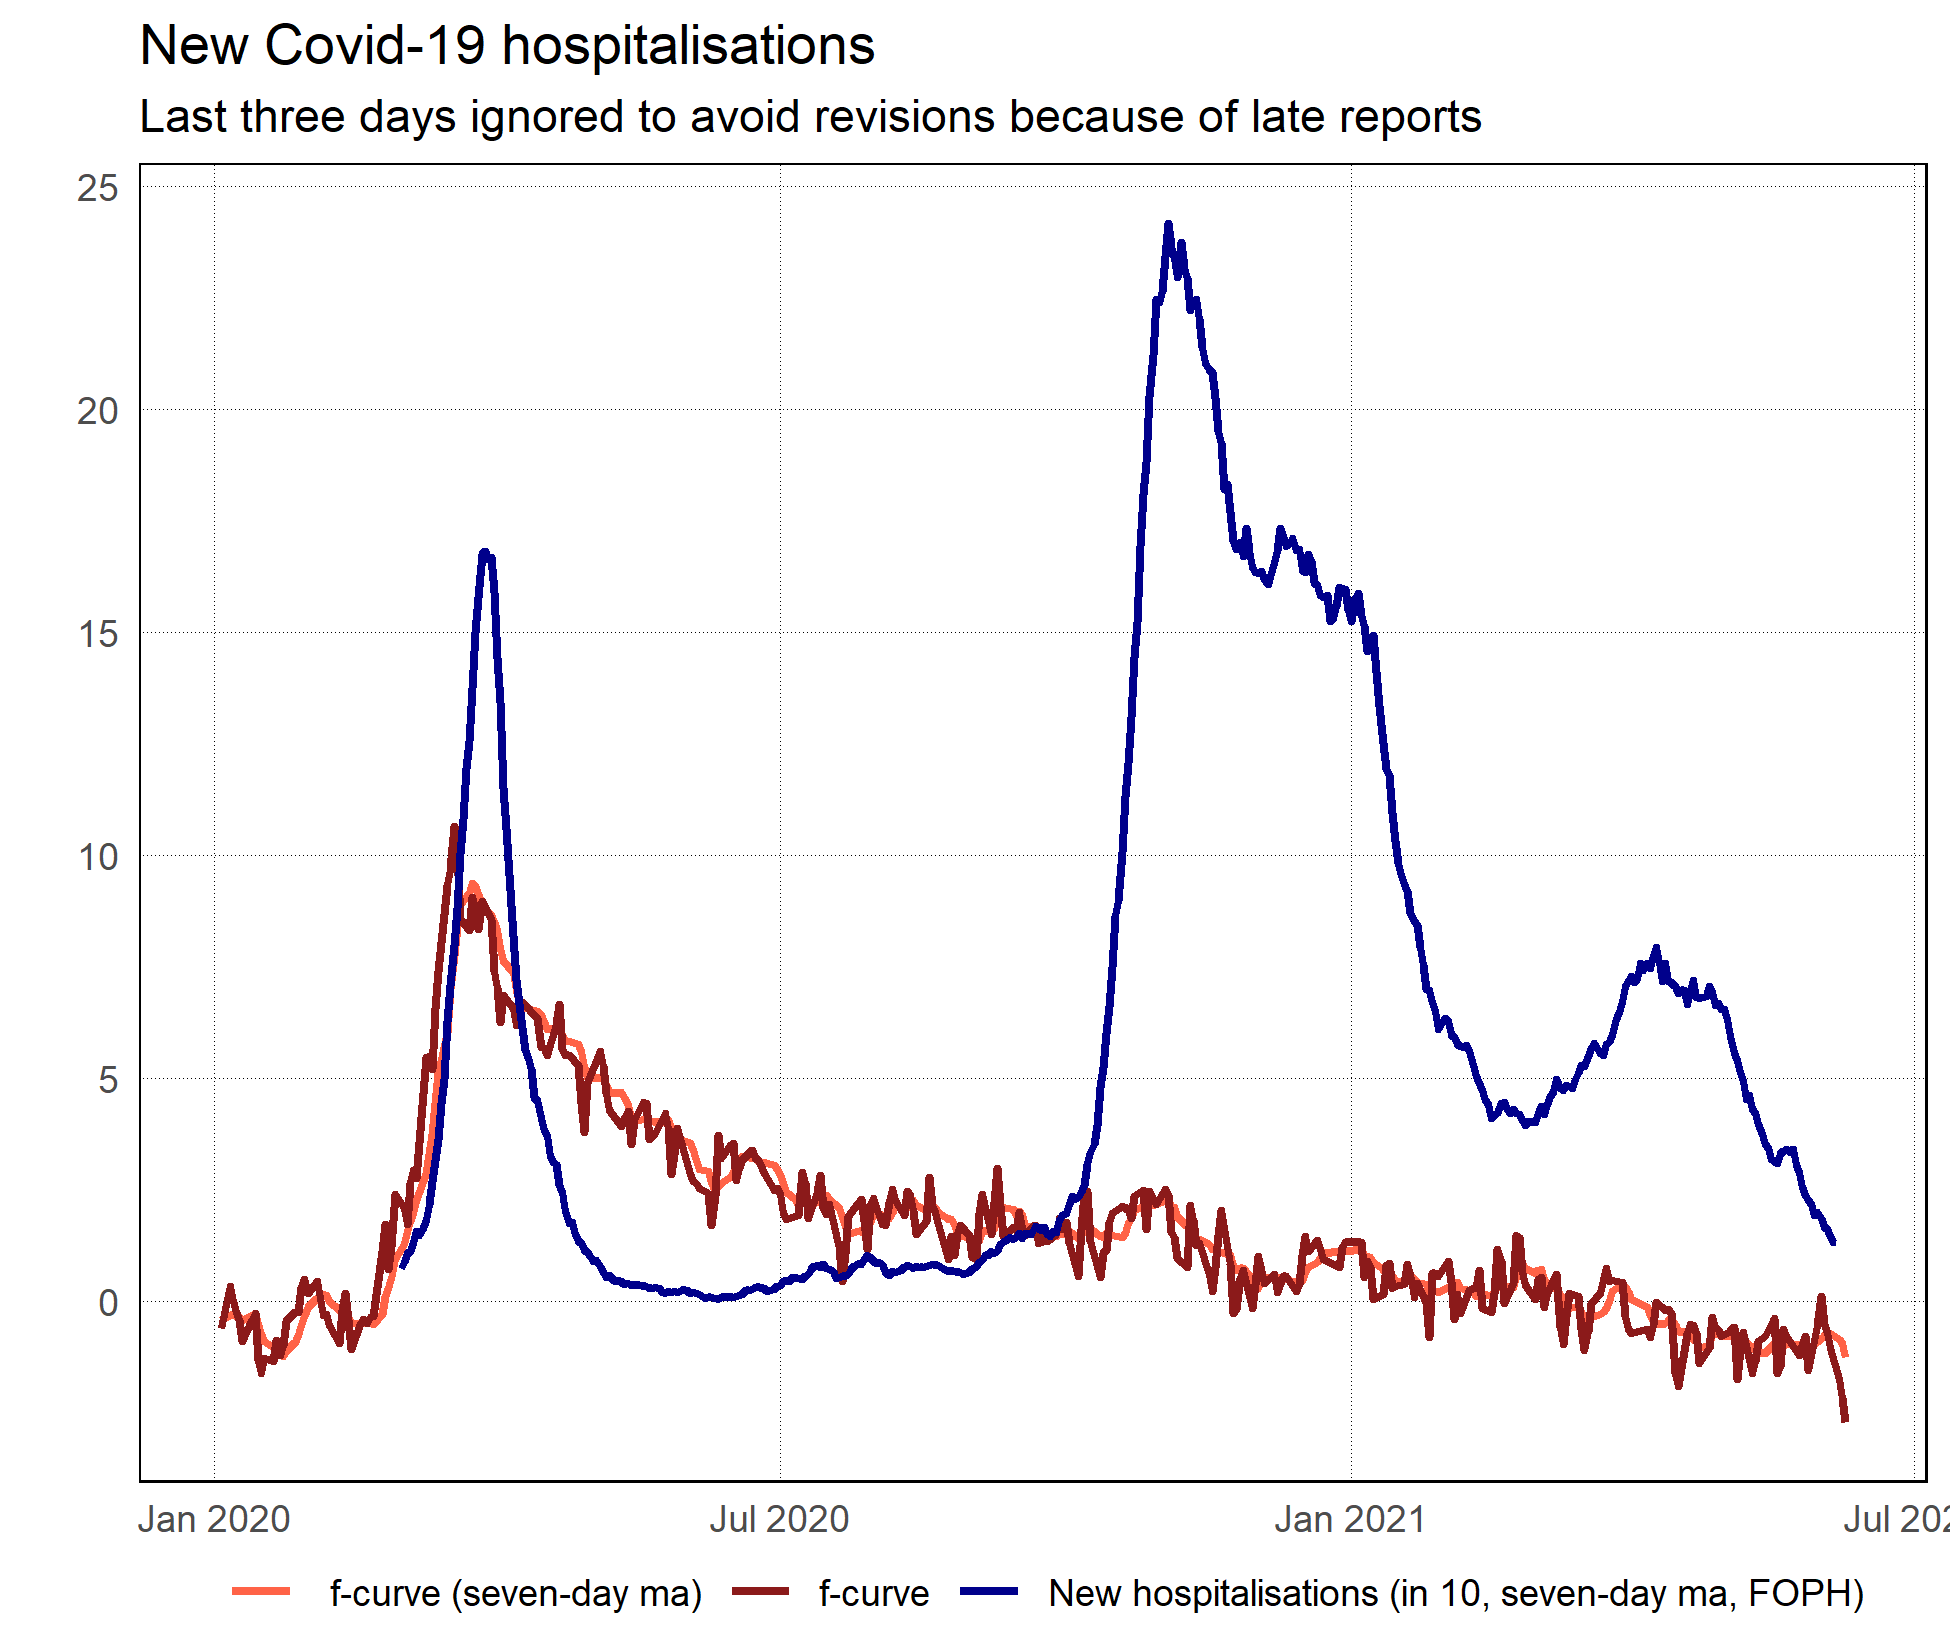 New Covid-19 hospitalisations
Last three days ignored to avoid revisions because of late reports
25
20
15
10
5
0
Jan 2020 Jul 2020 Jan 2021 Jul 202
f-curve (seven-day ma) f-curve New hospitalisations (in 10, seven-day ma, FOPH)